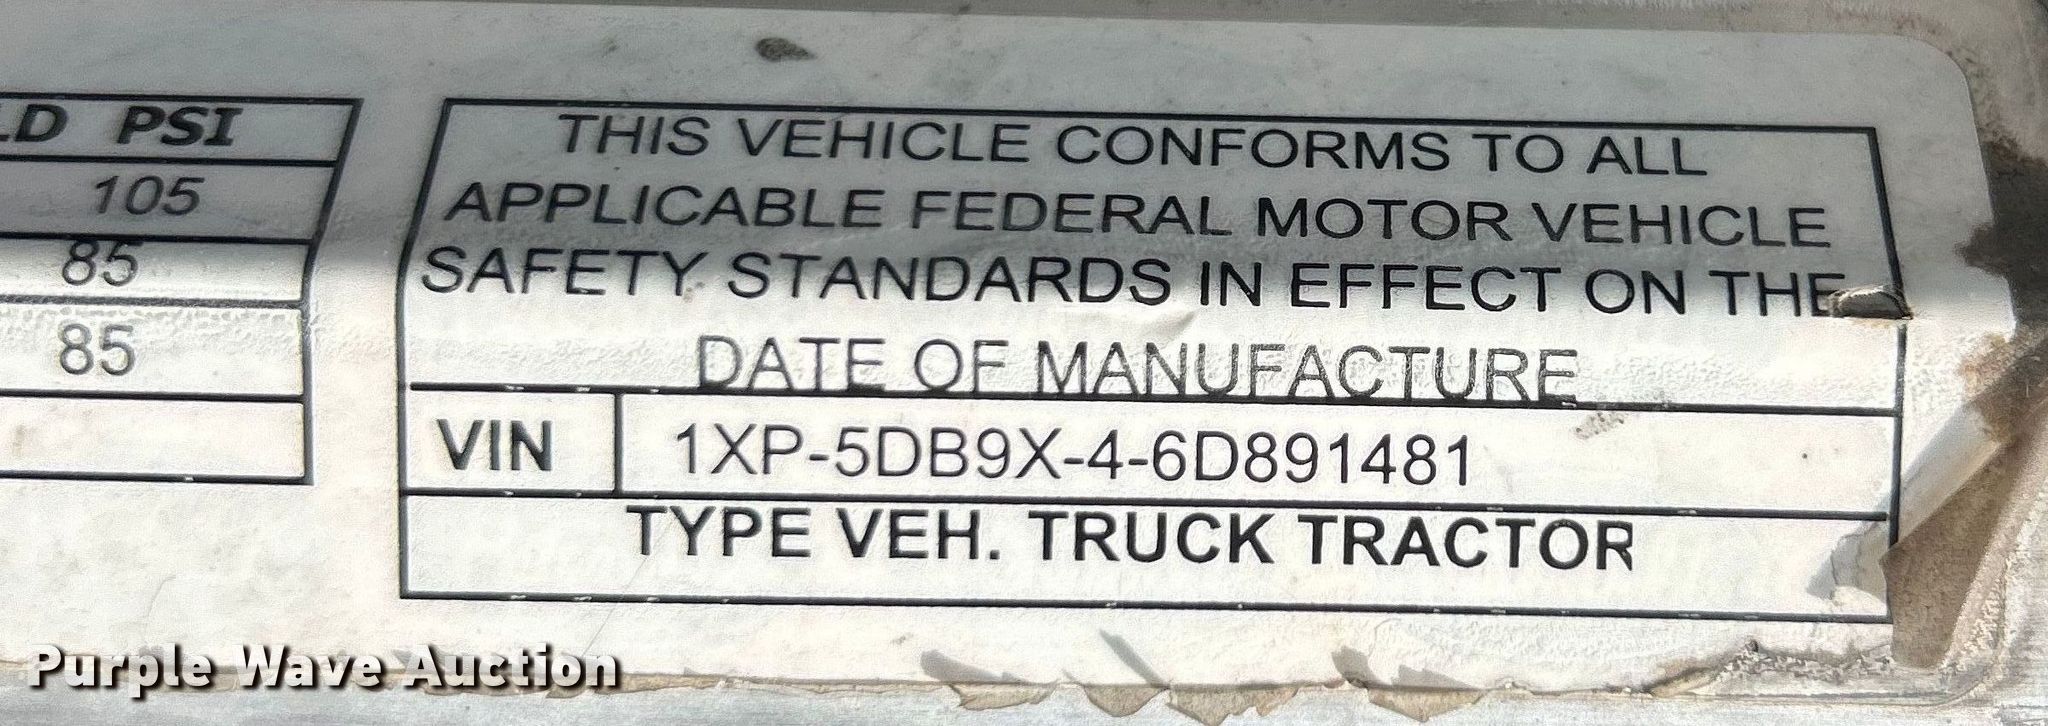 LD PSI
105
85
85
THIS VEHICLE CONFORMS TO ALL
APPLICABLE FEDERAL MOTOR VEHICLE
SAFETY STANDARDS IN EFFECT ON THE
DATE OF MANUFACTURE
VIN 1XP-5DB9X-4-6D891481
TYPE VEH. TRUCK TRACTOR
Purple Wave Auction